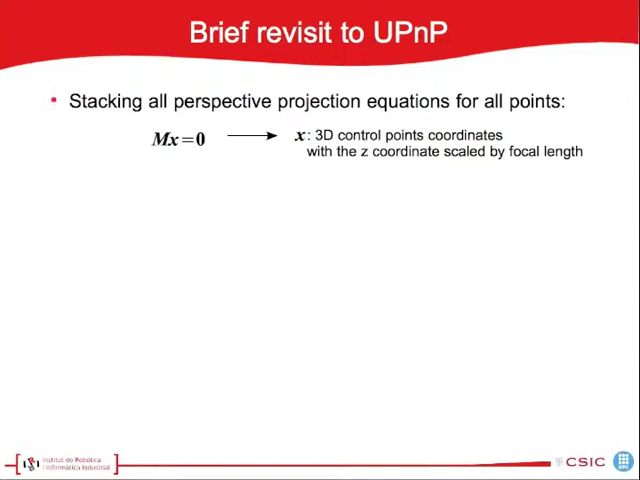 Brief revisit to UPnP
• Stacking all perspective projection equations for all points:
Mx=0
x: 3D control points coordinates
with the z coordinate scaled by focal length
Institut de Robòtica
i Informàtica Industrial
CSIC